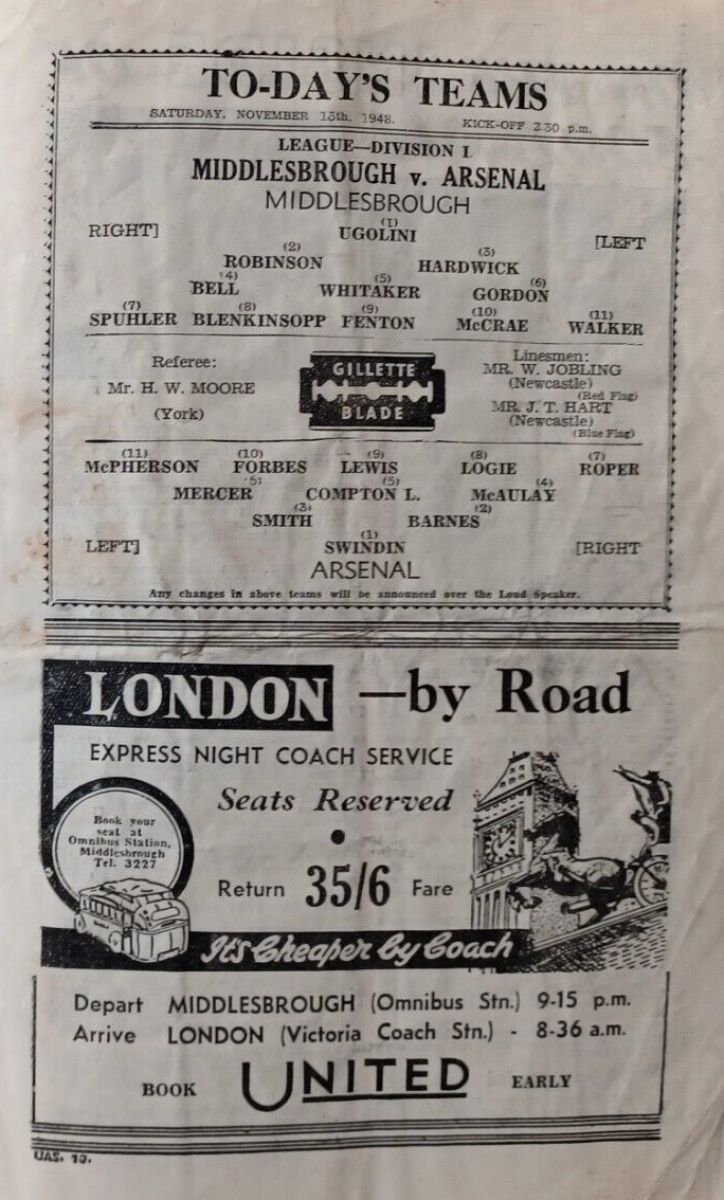 TO-DAY'S TEAMS
SATURDAY, NOVEMBER 13th, 1948. KICK-OFF 2.30 p.m.
LEAGUE—DIVISION I.
MIDDLESBROUGH v. ARSENAL
MIDDLESBROUGH
(1)
RIGHT] UGOLINI [LEFT
(2) (3)
ROBINSON HARDWICK
(4) (5) (6)
BELL WHITAKER GORDON
(7) (8) (9) (10) (11)
SPUHLER BLENKINSOPP FENTON McCRAE WALKER
Referee:
Mr. H. W. MOORE
(York)
GILLETTE
BLADE
Linesmen:
MR. W. JOBLING
(Newcastle)
(Red Flag)
MR. J. T. HART
(Newcastle)
(Blue Flag)
(11) (10) (9) (8) (7)
McPHERSON FORBES LEWIS LOGIE ROPER
6) (5) (4)
MERCER COMPTON L. McAULAY
(3) (2)
SMITH BARNES
(1)
LEFT] SWINDIN [RIGHT
ARSENAL
Any changes in above teams will be announced over the Loud Speaker.
LONDON —by Road
EXPRESS NIGHT COACH SERVICE
Seats Reserved
Book your
seat at
Omnibus Station,
Middlesbrough
Tel. 3227
Return 35/6 Fare
It's Cheaper by Coach
Depart MIDDLESBROUGH (Omnibus Stn.) 9-15 p.m.
Arrive LONDON (Victoria Coach Stn.) - 8-36 a.m.
BOOK UNITED EARLY
UAS. 10.